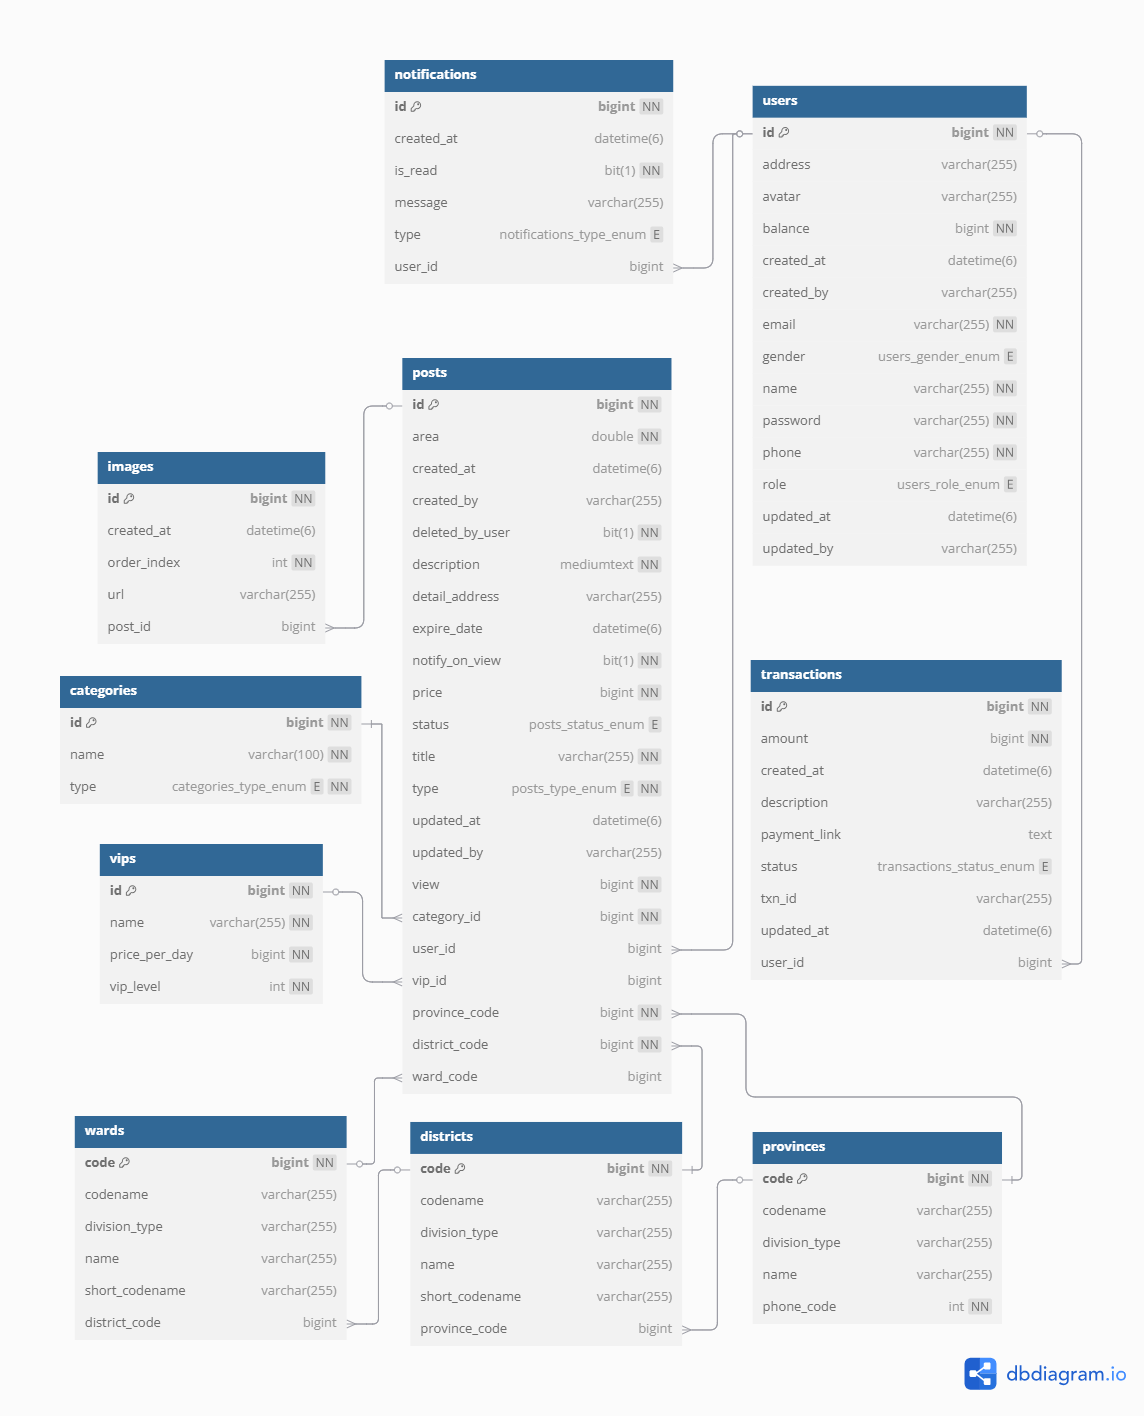 notifications
id bigint NN
created_at datetime(6)
is_read bit(1) NN
message varchar(255)
type notifications_type_enum E
user_id bigint
users
id bigint NN
address varchar(255)
avatar varchar(255)
balance bigint NN
created_at datetime(6)
created_by varchar(255)
email varchar(255) NN
gender users_gender_enum E
name varchar(255) NN
password varchar(255) NN
phone varchar(255) NN
role users_role_enum E
updated_at datetime(6)
updated_by varchar(255)
posts
id bigint NN
area double NN
created_at datetime(6)
created_by varchar(255)
deleted_by_user bit(1) NN
description mediumtext NN
detail_address varchar(255)
expire_date datetime(6)
notify_on_view bit(1) NN
price bigint NN
status posts_status_enum E
title varchar(255) NN
type posts_type_enum E NN
updated_at datetime(6)
updated_by varchar(255)
view bigint NN
category_id bigint NN
user_id bigint
vip_id bigint
province_code bigint NN
district_code bigint NN
ward_code bigint
images
id bigint NN
created_at datetime(6)
order_index int NN
url varchar(255)
post_id bigint
categories
id bigint NN
name varchar(100) NN
type categories_type_enum E NN
vips
id bigint NN
name varchar(255) NN
price_per_day bigint NN
vip_level int NN
transactions
id bigint NN
amount bigint NN
created_at datetime(6)
description varchar(255)
payment_link text
status transactions_status_enum E
txn_id varchar(255)
updated_at datetime(6)
user_id bigint
wards
code bigint NN
codename varchar(255)
division_type varchar(255)
name varchar(255)
short_codename varchar(255)
district_code bigint
districts
code bigint NN
codename varchar(255)
division_type varchar(255)
name varchar(255)
short_codename varchar(255)
province_code bigint
provinces
code bigint NN
codename varchar(255)
division_type varchar(255)
name varchar(255)
phone_code int NN
dbdiagram.io